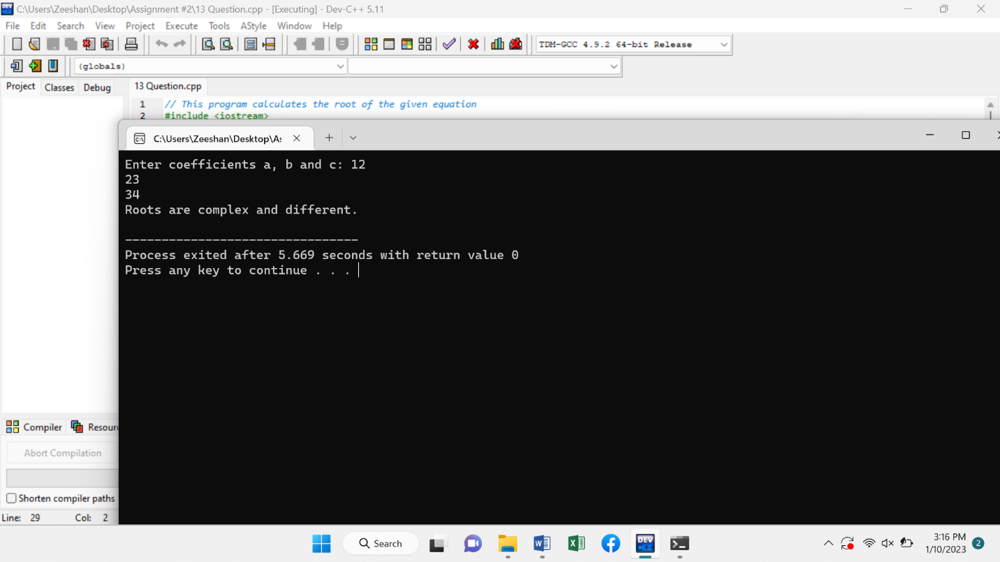 C:\Users\Zeeshan\Desktop\Assignment #2\13 Question.cpp - [Executing] - Dev-C++ 5.11
File Edit Search View Project Execute Tools AStyle Window Help
TDM-GCC 4.9.2 64-bit Release
(globals)
Project Classes Debug 13 Question.cpp
1 // This program calculates the root of the given equation
2 #include <iostream>
C:\Users\Zeeshan\Desktop\As
Enter coefficients a, b and c: 12
23
34
Roots are complex and different.
--------------------------------
Process exited after 5.669 seconds with return value 0
Press any key to continue . . .
Compiler Resour
Abort Compilation
Shorten compiler paths
Line: 29 Col: 2
Search
DEV C++
3:16 PM
1/10/2023 2